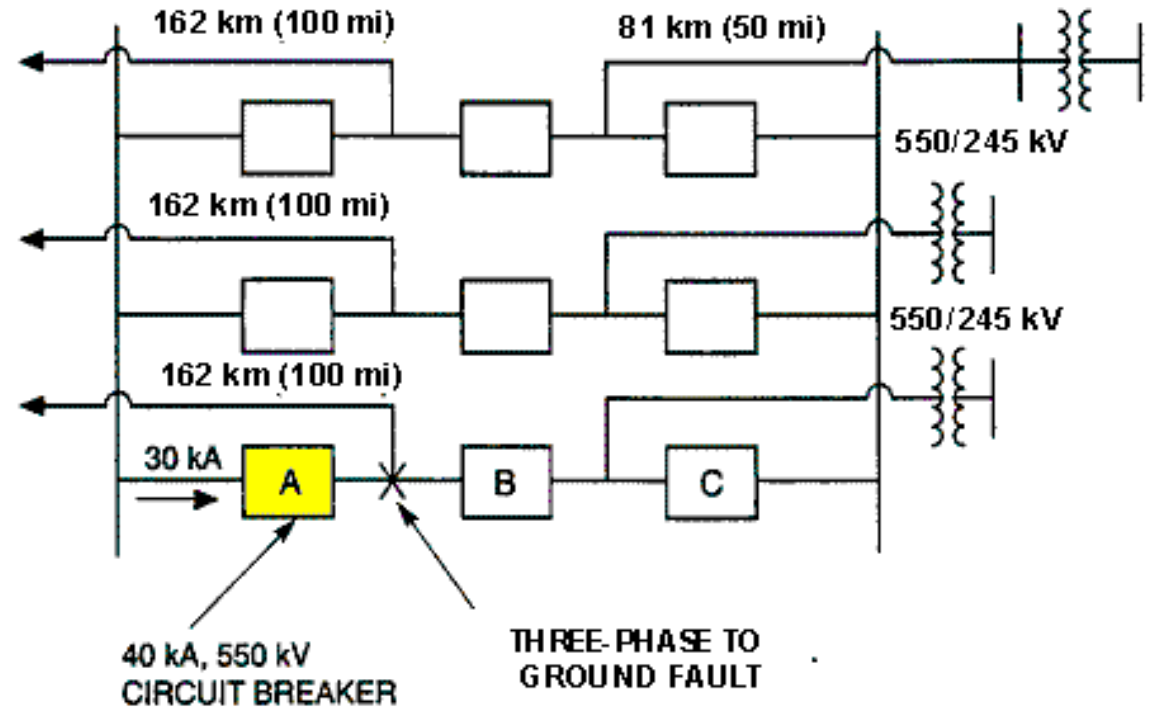 162 km (100 mi)
81 km (50 mi)
550/245 kV
162 km (100 mi)
550/245 kV
162 km (100 mi)
30 kA
A
B
C
40 kA, 550 kV
CIRCUIT BREAKER
THREE-PHASE TO
GROUND FAULT